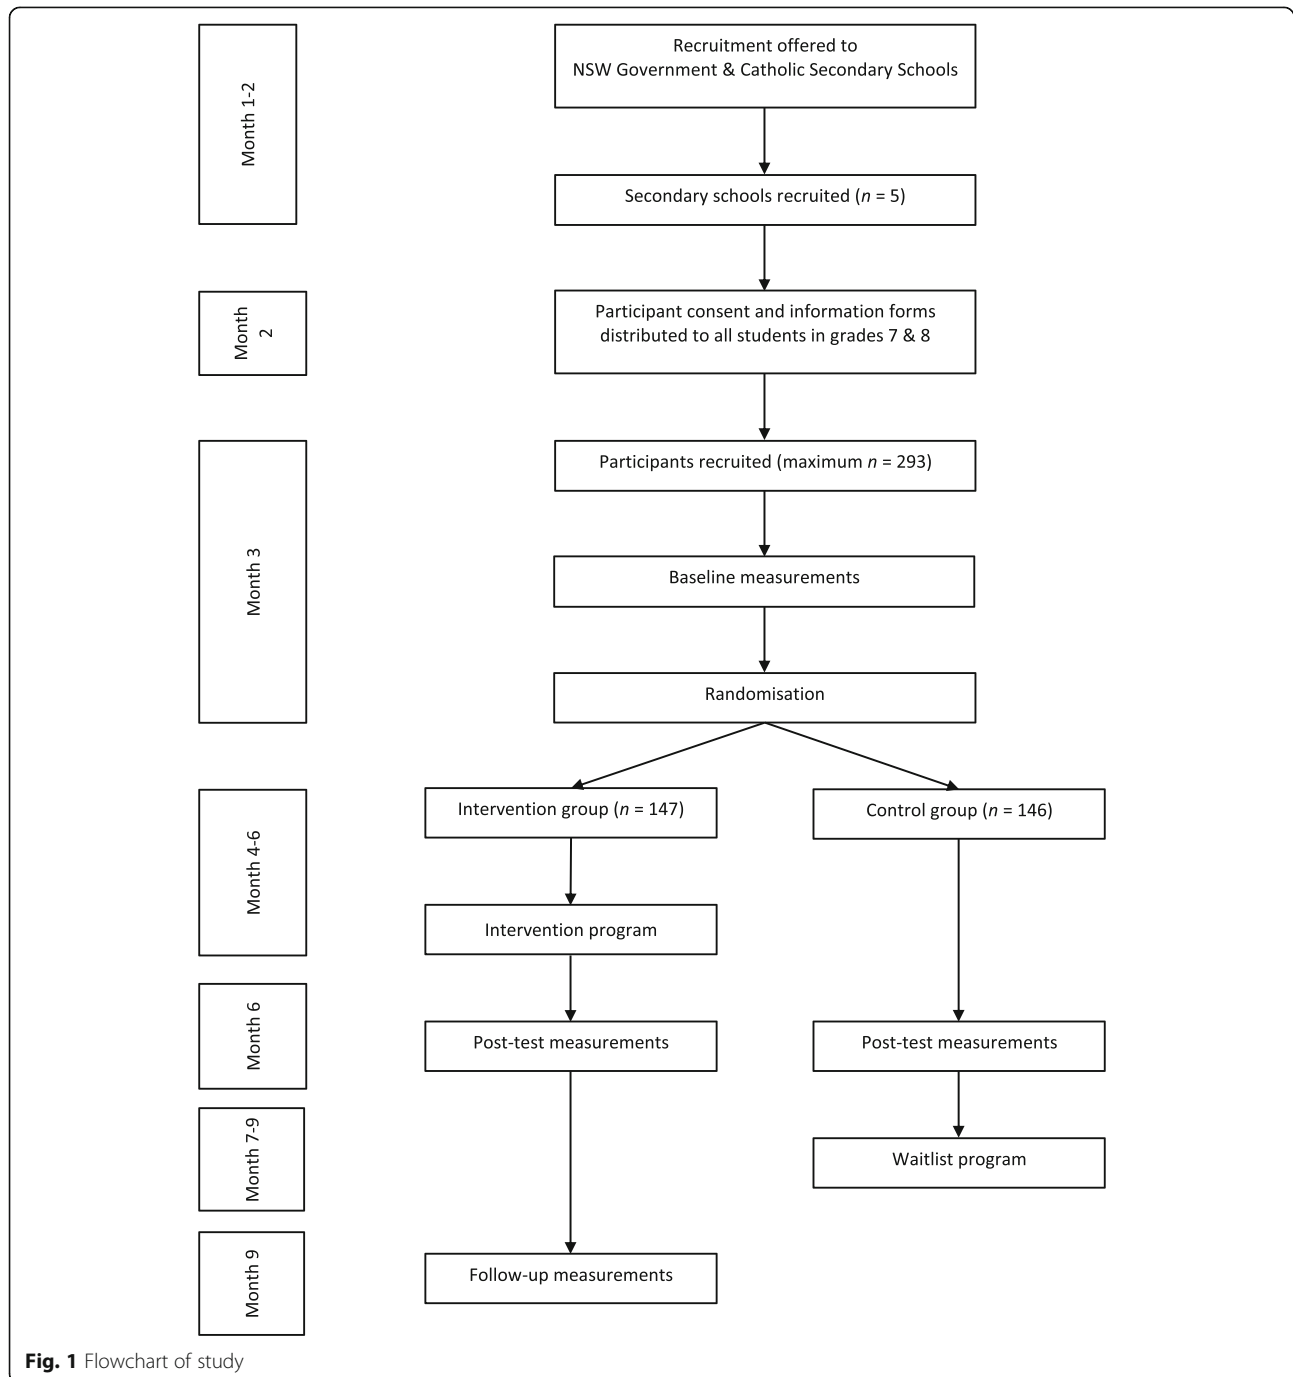 Month 1-2
Recruitment offered to
NSW Government & Catholic Secondary Schools
Secondary schools recruited (n = 5)
Month
2
Participant consent and information forms
distributed to all students in grades 7 & 8
Month 3
Participants recruited (maximum n = 293)
Baseline measurements
Randomisation
Month 4-6
Intervention group (n = 147)
Control group (n = 146)
Intervention program
Month 6
Post-test measurements
Post-test measurements
Month 7-9
Waitlist program
Month 9
Follow-up measurements
Fig. 1 Flowchart of study